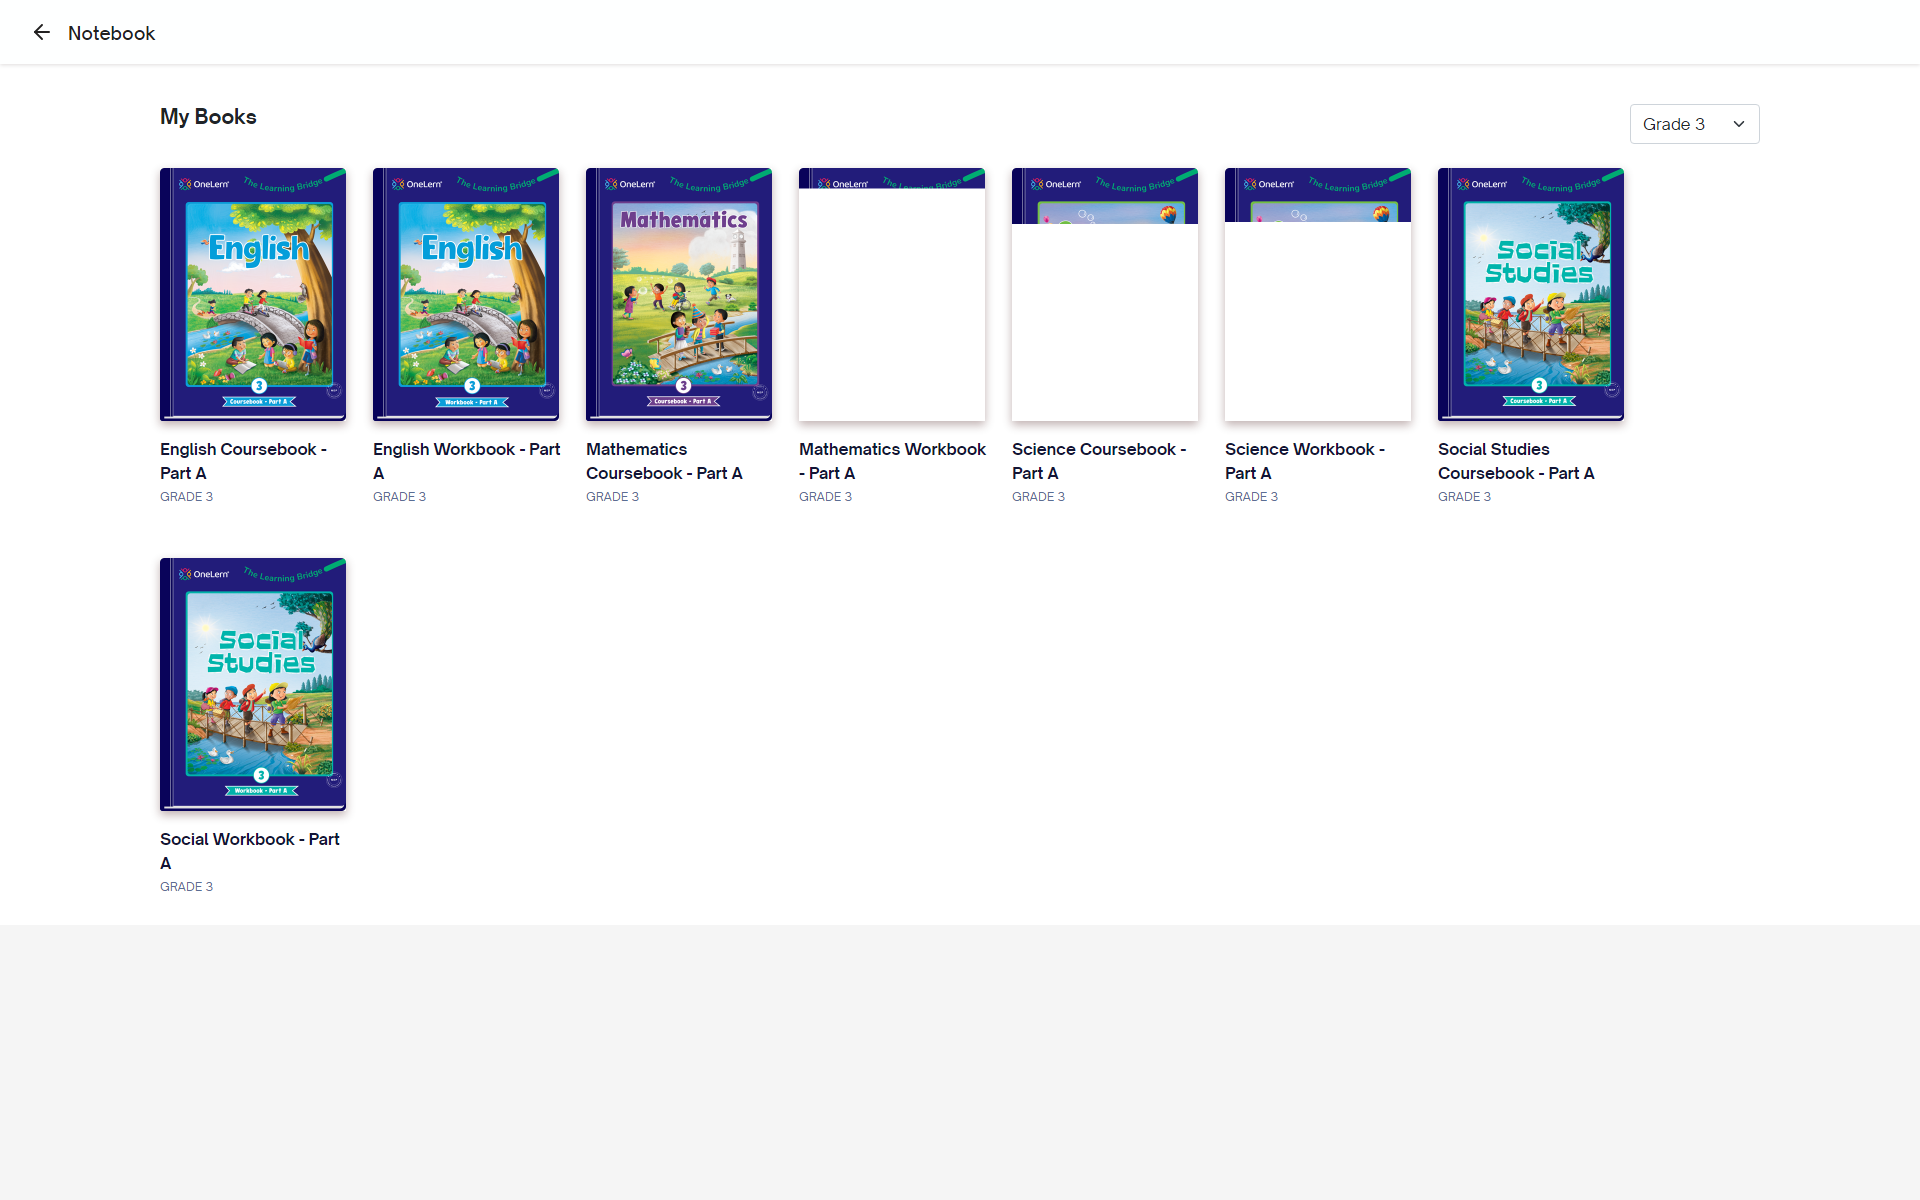 Notebook
My Books
Grade 3
OneLern
The Learning Bridge
English
3
Coursebook - Part A
OneLern
The Learning Bridge
English
3
Workbook - Part A
OneLern
The Learning Bridge
Mathematics
3
Coursebook - Part A
OneLern
The Learning Bridge
OneLern
The Learning Bridge
OneLern
The Learning Bridge
OneLern
The Learning Bridge
Social
Studies
3
Coursebook - Part A
English Coursebook -
Part A
GRADE 3
English Workbook - Part
A
GRADE 3
Mathematics
Coursebook - Part A
GRADE 3
Mathematics Workbook
- Part A
GRADE 3
Science Coursebook -
Part A
GRADE 3
Science Workbook -
Part A
GRADE 3
Social Studies
Coursebook - Part A
GRADE 3
OneLern
The Learning Bridge
Social
Studies
3
Workbook - Part A
Social Workbook - Part
A
GRADE 3